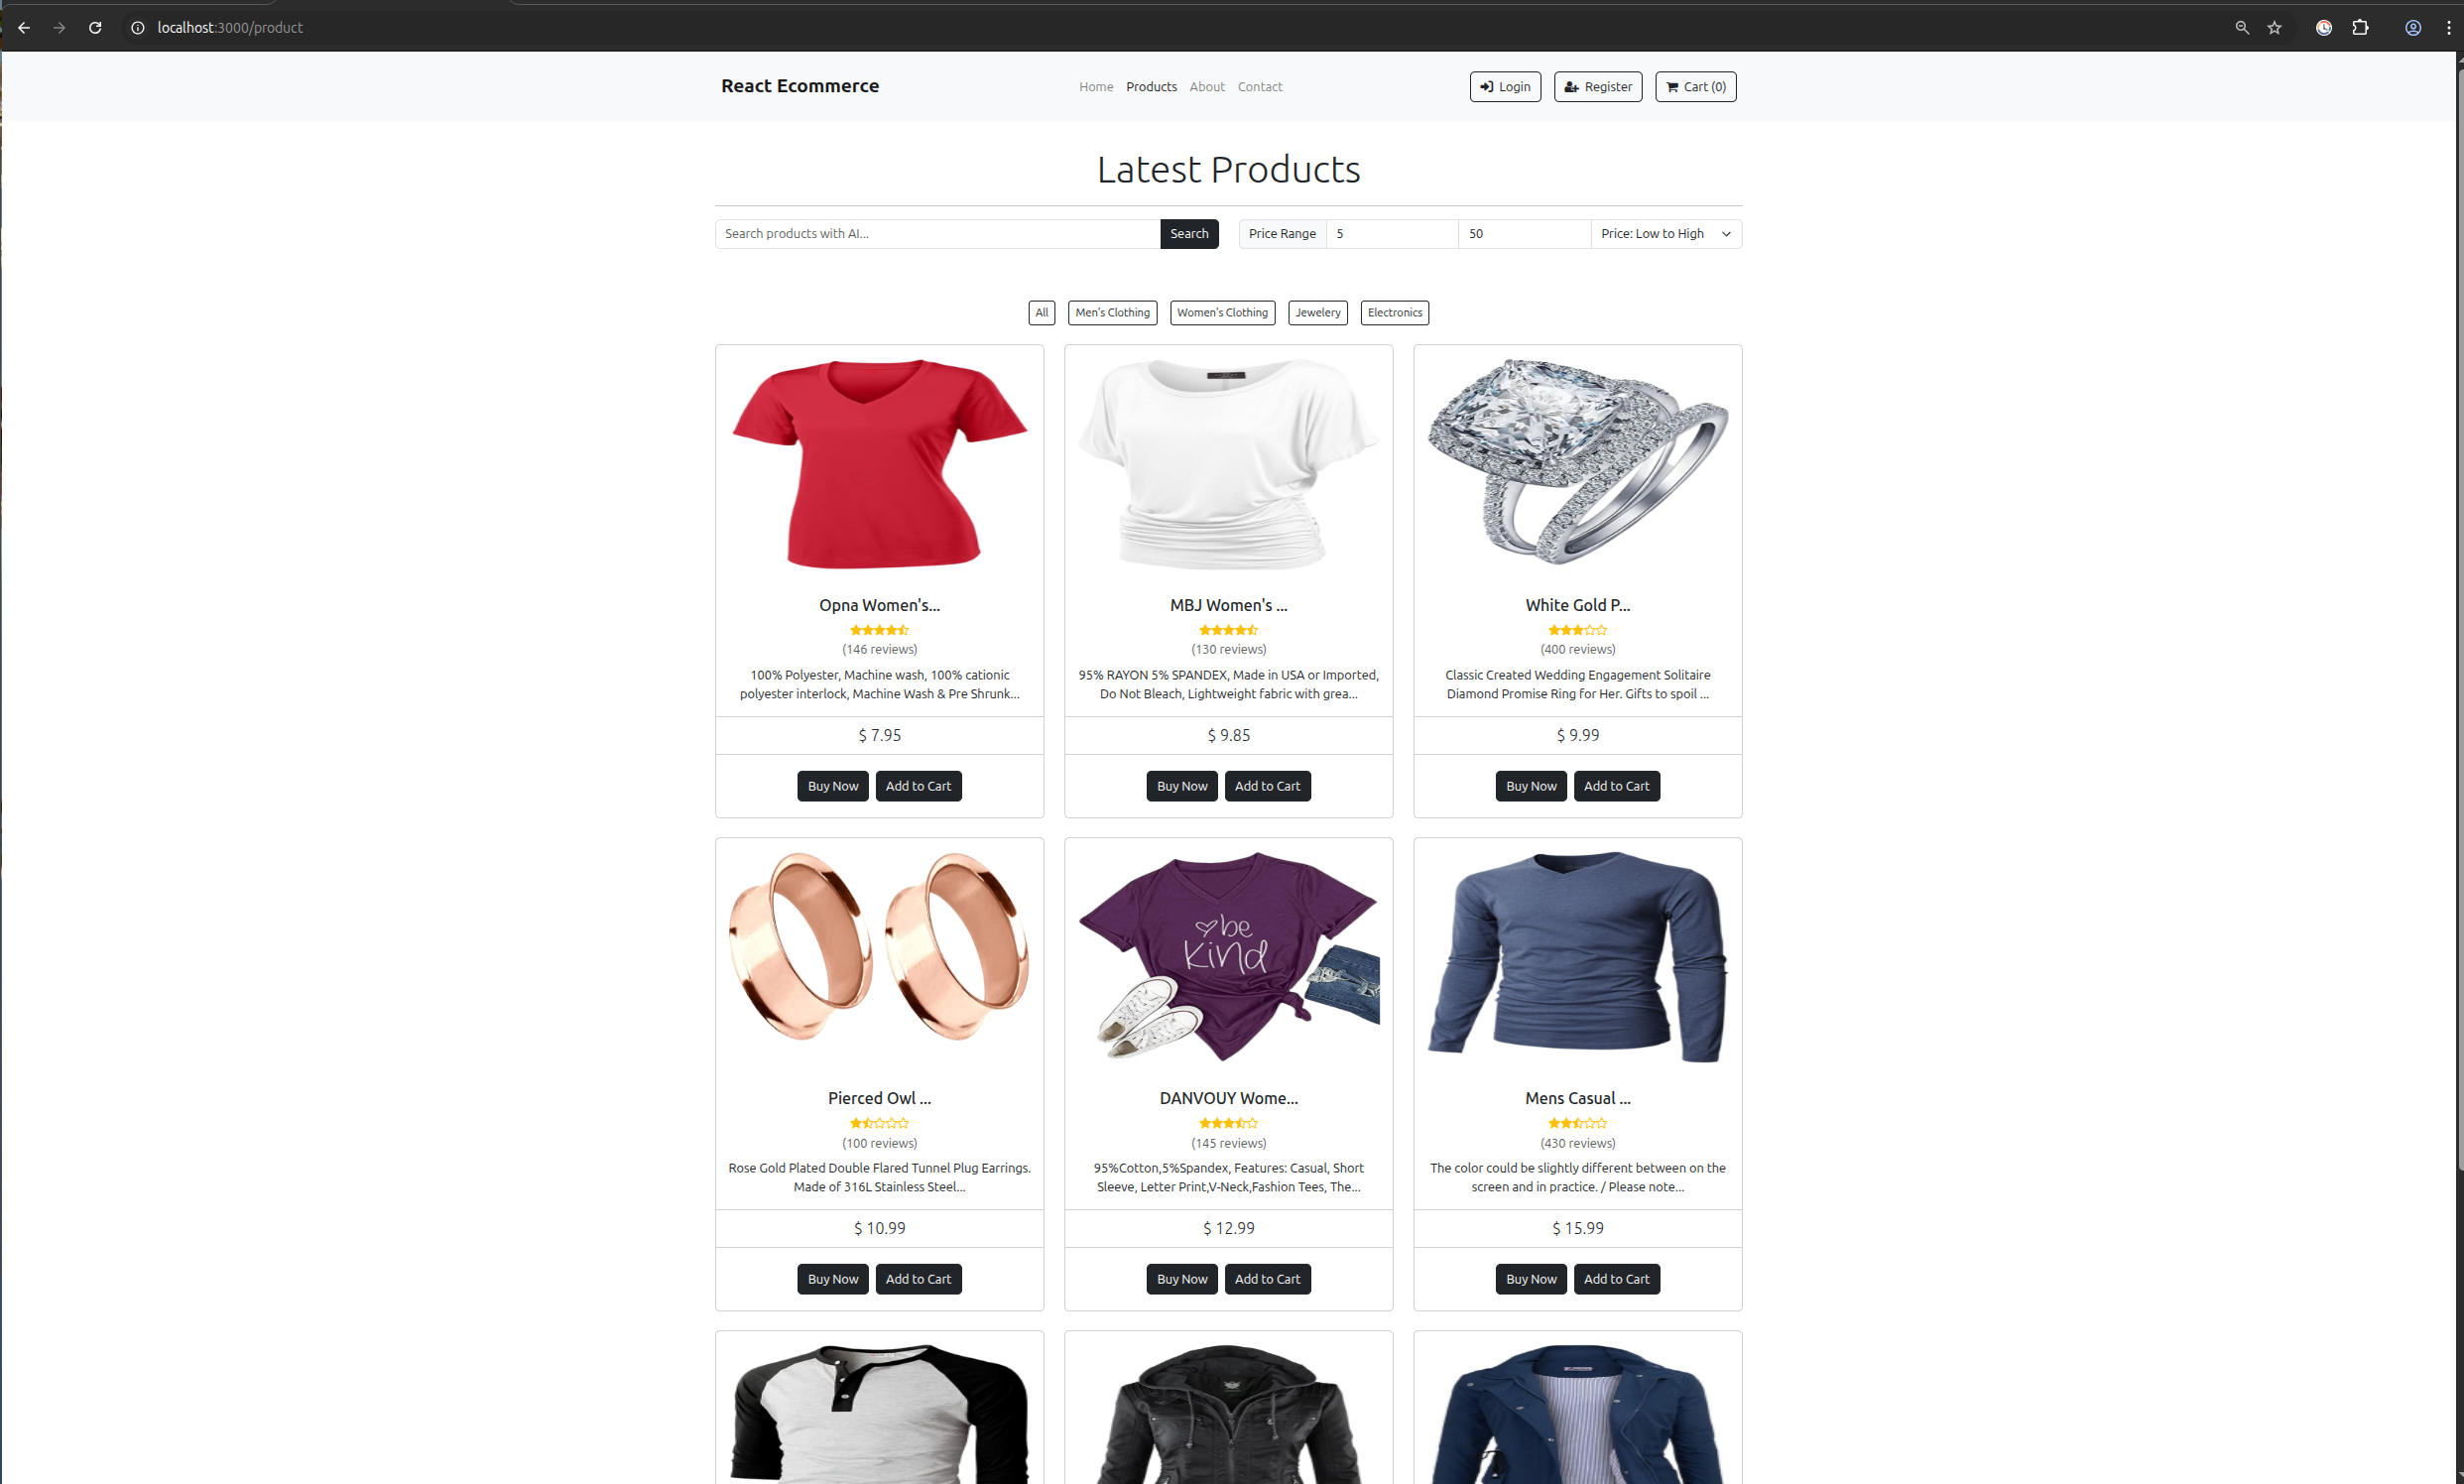 localhost:3000/product
React Ecommerce
Home Products About Contact
Login Register Cart (0)
Latest Products
Search products with AI... Search Price Range 5 50 Price: Low to High
All Men's Clothing Women's Clothing Jewelery Electronics
Opna Women's...
(146 reviews)
100% Polyester, Machine wash, 100% cationic
polyester interlock, Machine Wash & Pre Shrunk...
$ 7.95
Buy Now Add to Cart
MBJ Women's ...
(130 reviews)
95% RAYON 5% SPANDEX, Made in USA or Imported,
Do Not Bleach, Lightweight fabric with grea...
$ 9.85
Buy Now Add to Cart
White Gold P...
(400 reviews)
Classic Created Wedding Engagement Solitaire
Diamond Promise Ring for Her. Gifts to spoil ...
$ 9.99
Buy Now Add to Cart
Pierced Owl ...
(100 reviews)
Rose Gold Plated Double Flared Tunnel Plug Earrings.
Made of 316L Stainless Steel...
$ 10.99
Buy Now Add to Cart
be
kind
DANVOUY Wome...
(145 reviews)
95%Cotton,5%Spandex, Features: Casual, Short
Sleeve, Letter Print,V-Neck,Fashion Tees, The...
$ 12.99
Buy Now Add to Cart
Mens Casual ...
(430 reviews)
The color could be slightly different between on the
screen and in practice. / Please note...
$ 15.99
Buy Now Add to Cart